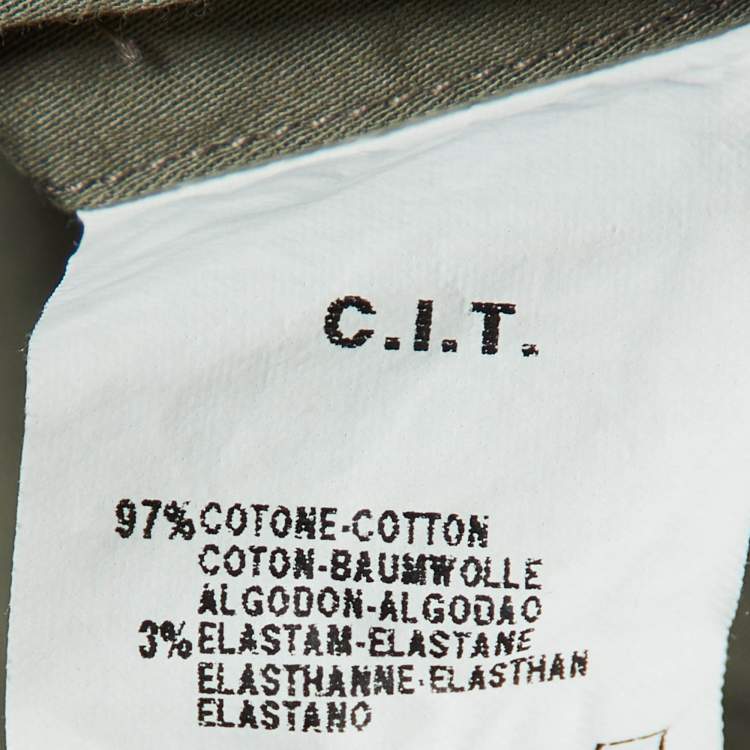 C.I.T.
97% COTONE-COTTON
COTON-BAUMWOLLE
ALGODON-ALGODAO
3% ELASTAM-ELASTANE
ELASTHANNE-ELASTHAN
ELASTANO